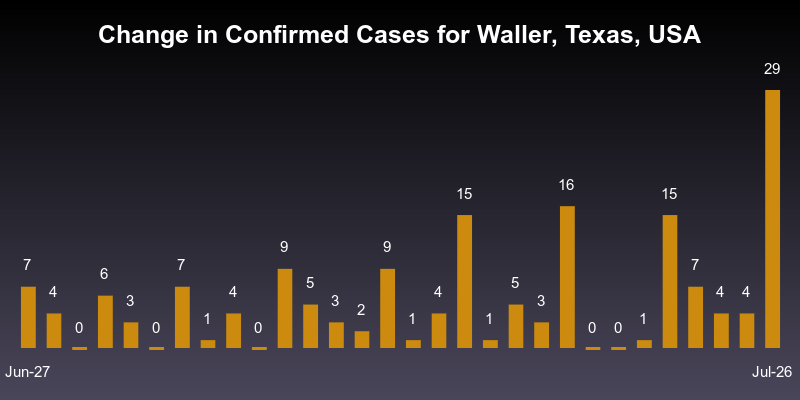 Change in Confirmed Cases for Waller, Texas, USA
7 4 0 6 3 0 7 1 4 0 9 5 3 2 9 1 4 15 1 5 3 16 0 0 1 15 7 4 4 29
Jun-27 Jul-26